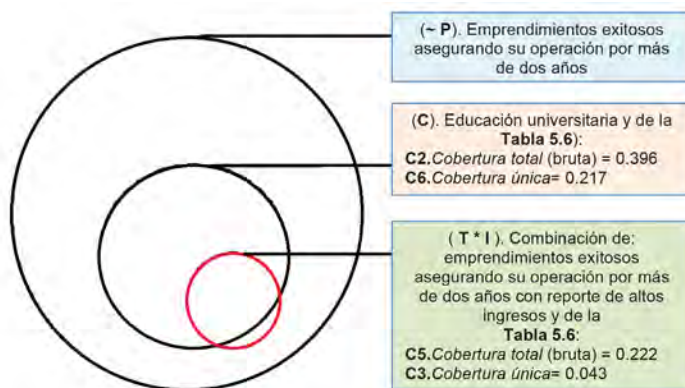 (~ P). Emprendimientos exitosos
asegurando su operación por más
de dos años
(C). Educación universitaria y de la
Tabla 5.6):
C2.Cobertura total (bruta) = 0.396
C6.Cobertura única= 0.217
( T * I ). Combinación de:
emprendimientos exitosos
asegurando su operación por más
de dos años con reporte de altos
ingresos y de la
Tabla 5.6:
C5.Cobertura total (bruta) = 0.222
C3.Cobertura única= 0.043